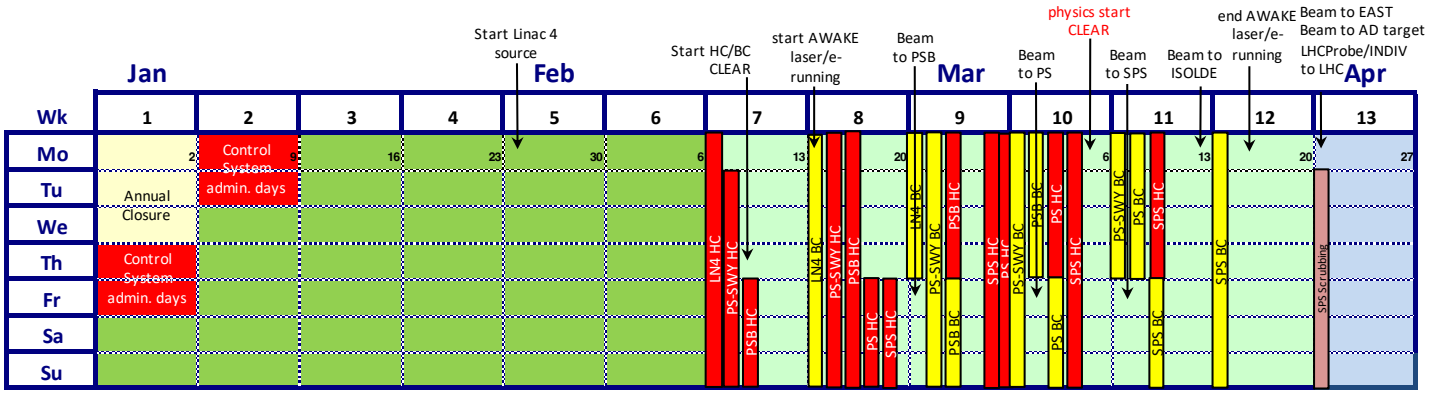 physics start
CLEAR
end AWAKE
laser/e-
running
Beam to EAST
Beam to AD target
LHCProbe/INDIV
to LHC
Start Linac 4
source
Start HC/BC
CLEAR
start AWAKE
laser/e-
running
Beam
to PSB
Beam
to PS
Beam
to SPS
Beam to
ISOLDE
Jan Feb Mar Apr
Wk 1 2 3 4 5 6 7 8 9 10 11 12 13
Mo 2 9 16 23 30 6 13 20 6 13 20 27
Tu
We
Th
Fr
Sa
Su
Annual
Closure
Control
System
admin. days
Control
System
admin. days
LN4 HC
PS-SWY HC
PSB HC
LN4 BC
PS-SWY HC
PSB HC
PS HC
SPS HC
LN4 BC
PS-SWY BC
PSB HC
PSB BC
SPS HC
PS HC
PS-SWY BC
PSB BC
PS HC
PS BC
SPS HC
PS-SWY BC
PS BC
SPS HC
SPS BC
SPS BC
SPS Scrubbing